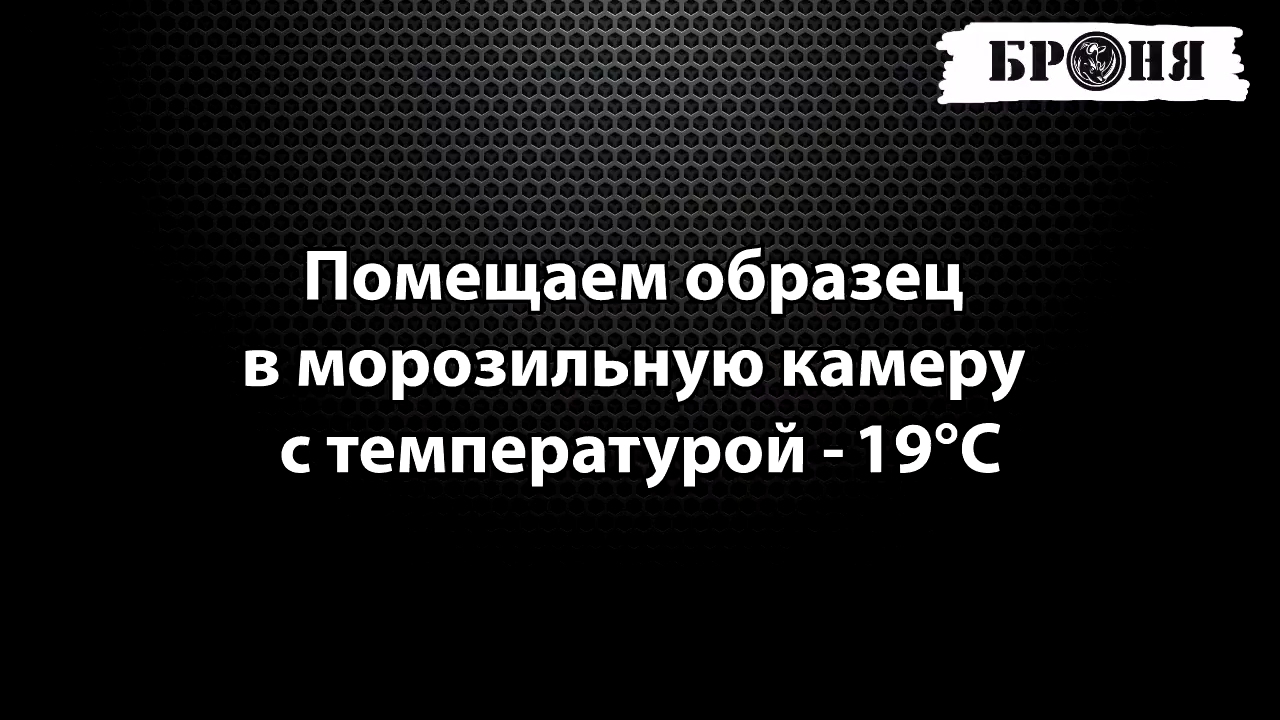 БРОНЯ
Помещаем образец
в морозильную камеру
с температурой - 19°С